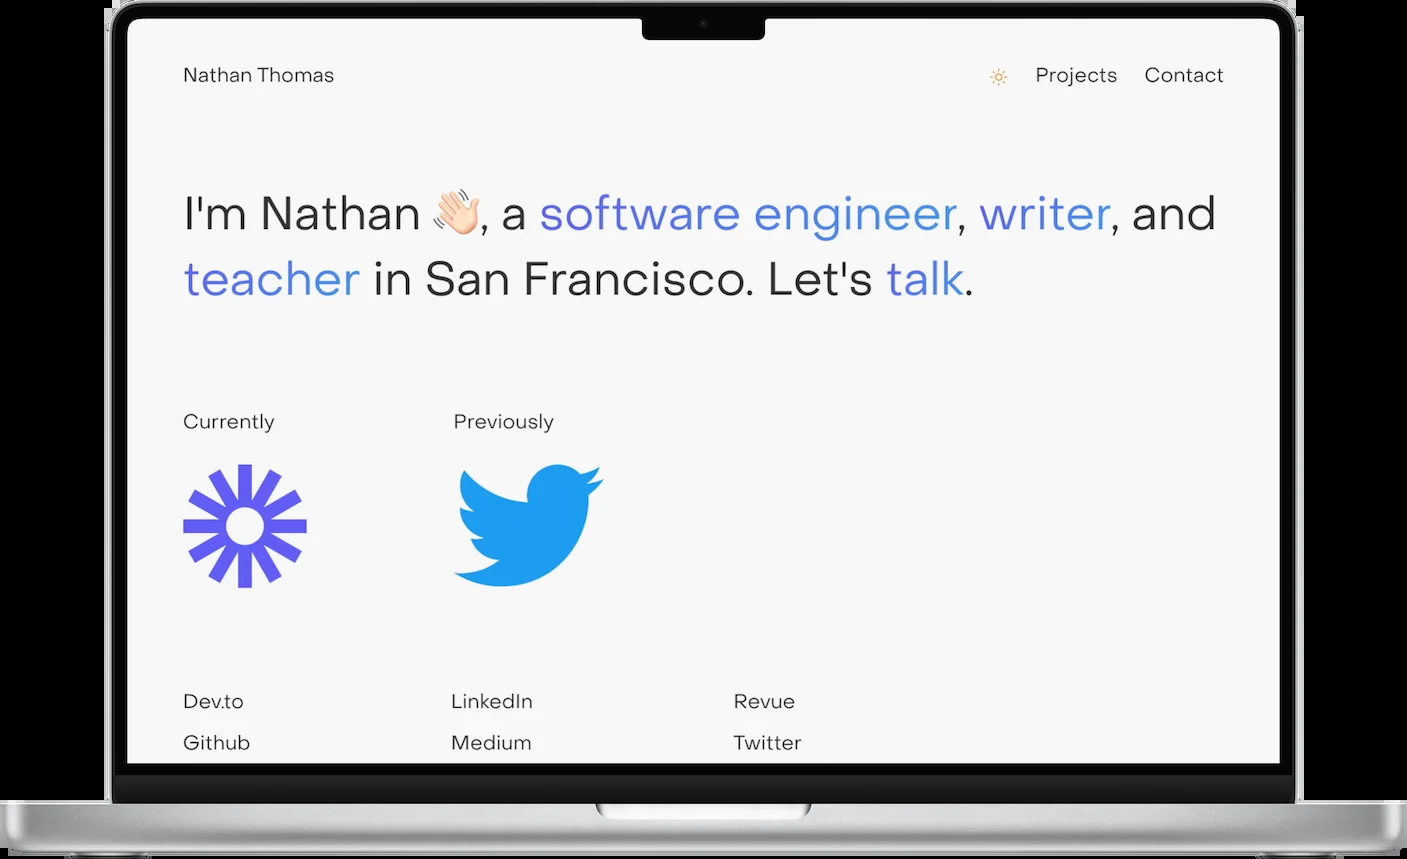 Nathan Thomas
Projects Contact
I'm Nathan 👋🏻, a software engineer, writer, and
teacher in San Francisco. Let's talk.
Currently Previously
Dev.to LinkedIn Revue
Github Medium Twitter